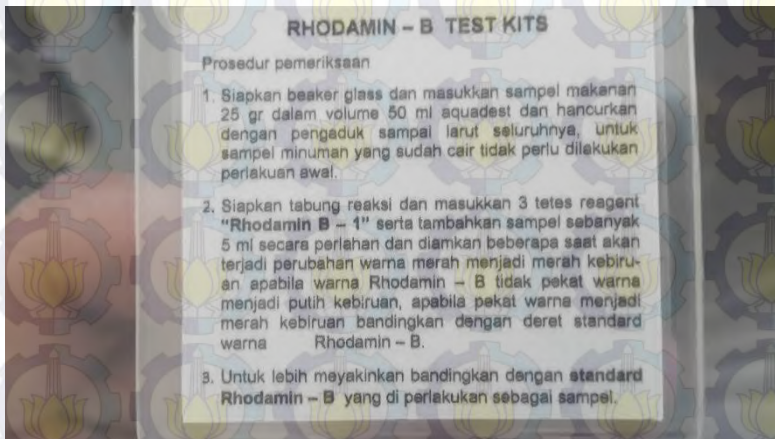 RHODAMIN – B TEST KITS
Prosedur pemeriksaan
1. Siapkan beaker glass dan masukkan sampel makanan
25 gr dalam volume 50 ml aquadest dan hancurkan
dengan pengaduk sampai larut seluruhnya, untuk
sampel minuman yang sudah cair tidak perlu dilakukan
perlakuan awal.
2. Siapkan tabung reaksi dan masukkan 3 tetes reagent
“Rhodamin B – 1” serta tambahkan sampel sebanyak
5 ml secara perlahan dan diamkan beberapa saat akan
terjadi perubahan warna merah menjadi merah kebiru-
an apabila warna Rhodamin – B tidak pekat warna
menjadi putih kebiruan, apabila pekat warna menjadi
merah kebiruan bandingkan dengan deret standard
warna Rhodamin – B.
3. Untuk lebih meyakinkan bandingkan dengan standard
Rhodamin – B yang di perlakukan sebagai sampel.